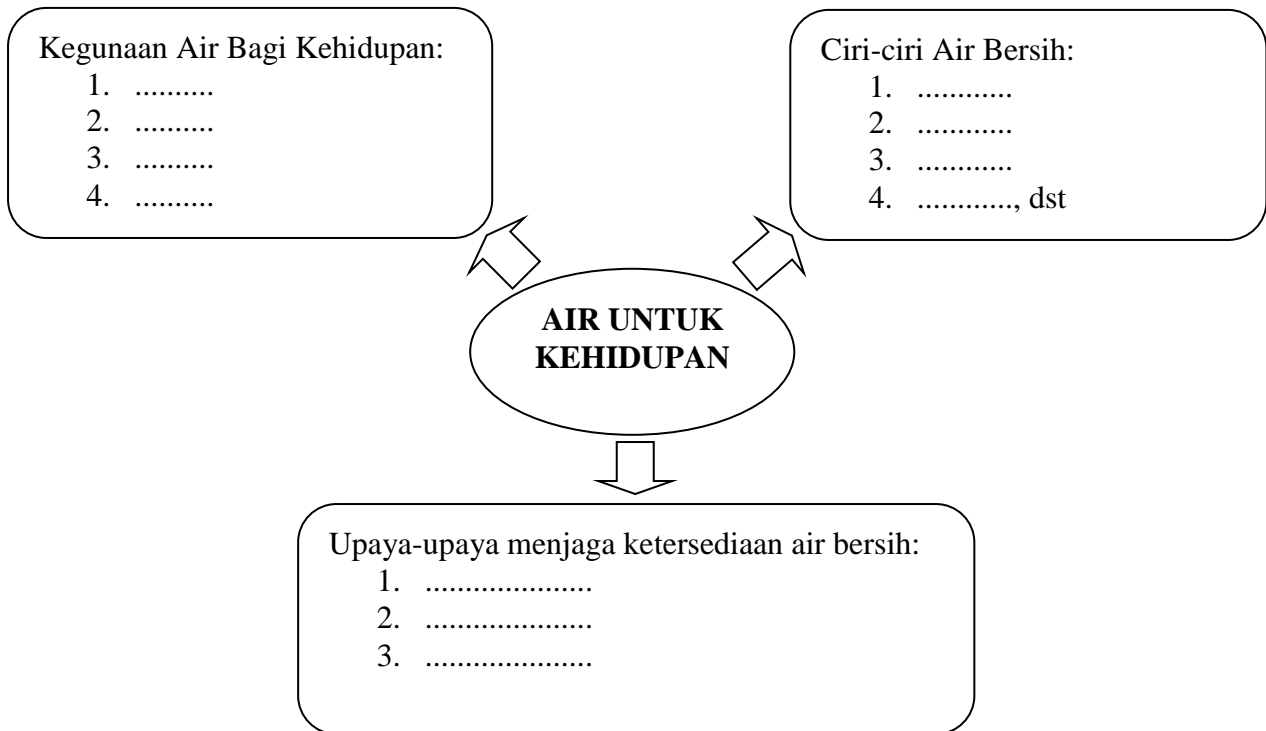 Kegunaan Air Bagi Kehidupan:
1. ..........
2. ..........
3. ..........
4. ..........
Ciri-ciri Air Bersih:
1. ............
2. ............
3. ............
4. ............, dst
AIR UNTUK
KEHIDUPAN
Upaya-upaya menjaga ketersediaan air bersih:
1. .....................
2. .....................
3. .....................